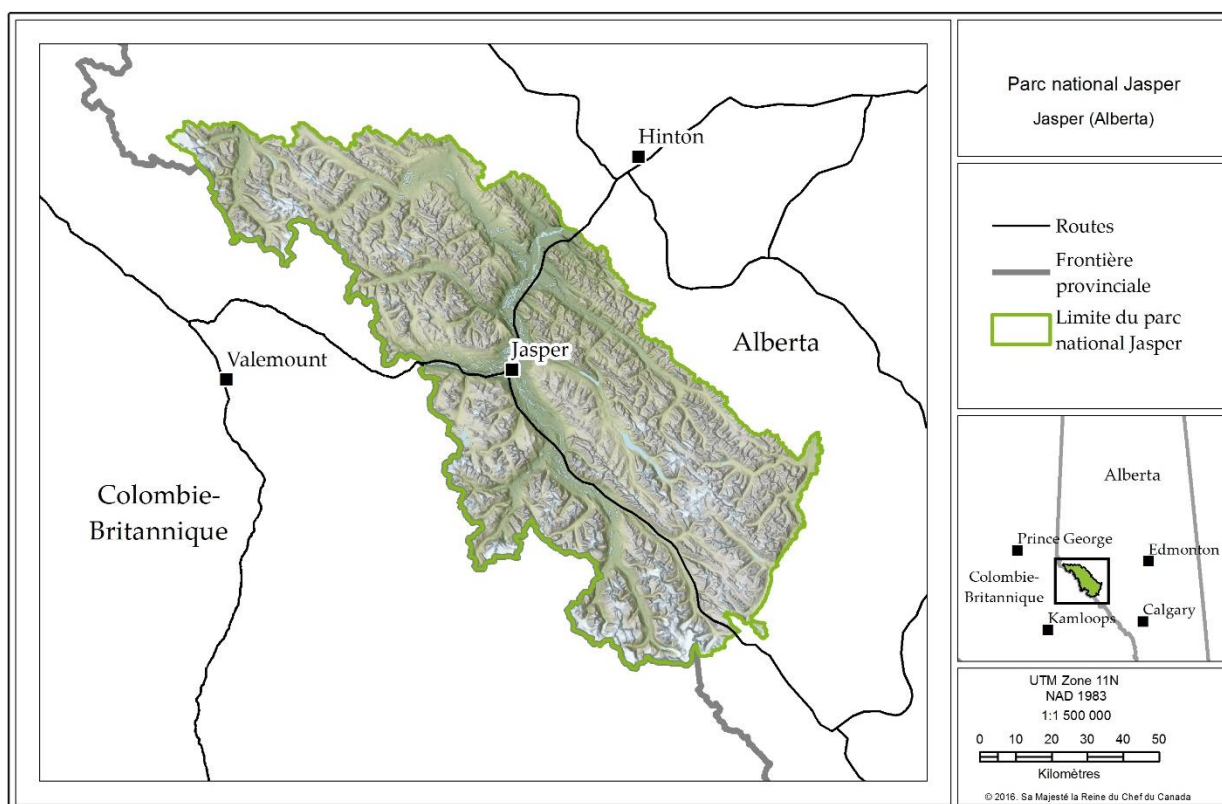 Hinton
Jasper
Valemount
Alberta
Colombie-
Britannique
Parc national Jasper
Jasper (Alberta)
Routes
Frontière
provinciale
Limite du parc
national Jasper
Alberta
Prince George
Edmonton
Colombie-
Britannique
Calgary
Kamloops
UTM Zone 11N
NAD 1983
1:1 500 000
0 10 20 30 40 50
Kilomètres
© 2016. Sa Majesté la Reine du Chef du Canada